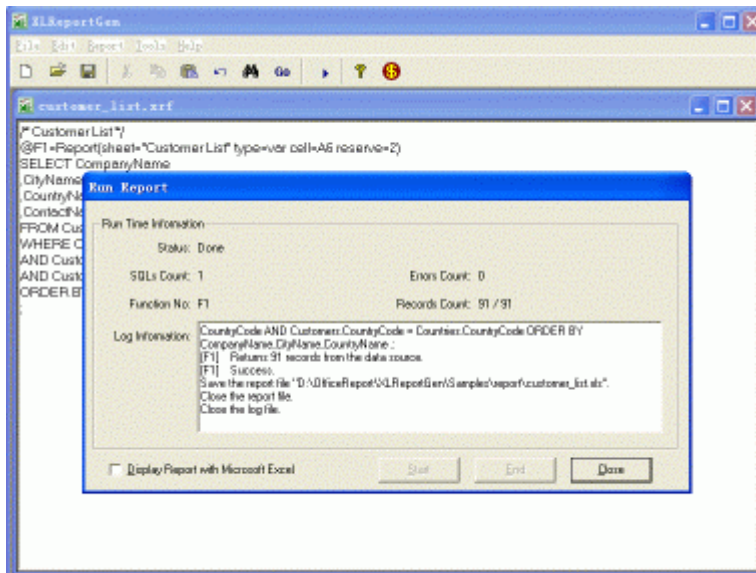 XLReportGen
File Edit Report Tools Help
Go
customer_list.xrf
/* Customer List */
@F1=Report(sheet="Customer List" type=var cell=A6 reserve=2)
SELECT CompanyName
,CityName
,CountryNa
,ContactNa
FROM Cus
WHERE C
AND Custo
AND Custo
ORDER BY
;
Run Report
Run Time Information
Status: Done
SQLs Count: 1 Errors Count: 0
Function No: F1 Records Count: 91 / 91
Log Information:
CountryCode AND Customers.CountryCode = Countries.CountryCode ORDER BY
CompanyName,CityName,CountryName ;
[F1] Returns 91 records from the data source.
[F1] Success.
Save the report file "D:\OfficeReport\XLReportGen\Samples\report\customer_list.xls".
Close the report file.
Close the log file.
Display Report with Microsoft Excel Start End Close